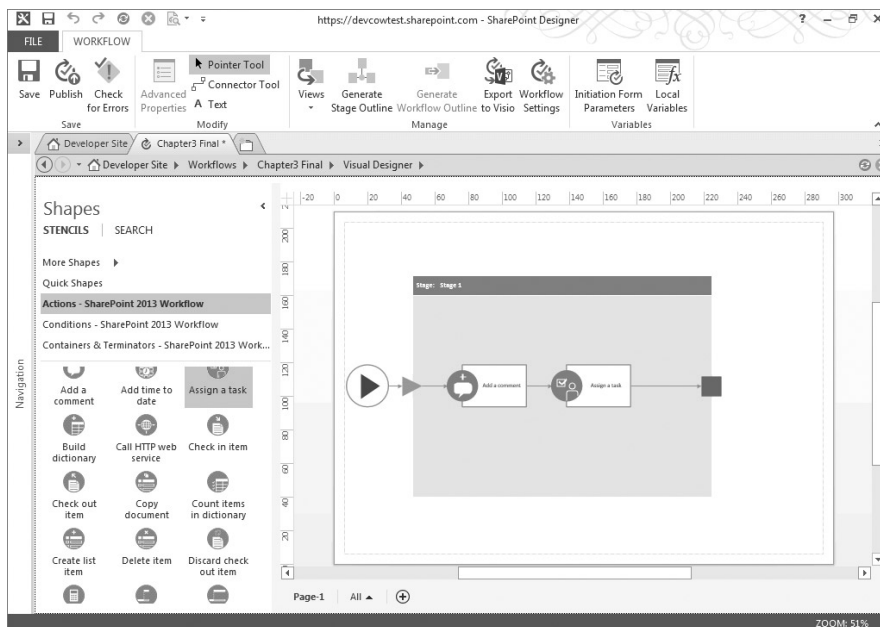 https://devcowtest.sharepoint.com - SharePoint Designer
?
FILE
WORKFLOW
Save
Publish
Check for Errors
Advanced Properties
Pointer Tool
Connector Tool
A Text
Views
Generate Stage Outline
Generate Workflow Outline
Export to Visio
Workflow Settings
Initiation Form Parameters
Local Variables
Save
Modify
Manage
Variables
Developer Site
Chapter3 Final *
Developer Site
Workflows
Chapter3 Final
Visual Designer
Navigation
Shapes
STENCILS | SEARCH
More Shapes
Quick Shapes
Actions - SharePoint 2013 Workflow
Conditions - SharePoint 2013 Workflow
Containers & Terminators - SharePoint 2013 Work...
Add a comment
Add time to date
Assign a task
Build dictionary
Call HTTP web service
Check in item
Check out item
Copy document
Count items in dictionary
Create list item
Delete item
Discard check out item
-20 0 20 40 60 80 100 120 140 160 180 200 220 240 260 280 300
200
180
160
140
120
100
80
60
40
20
Stage: Stage 1
Add a comment
Assign a task
Page-1
All
ZOOM: 51%